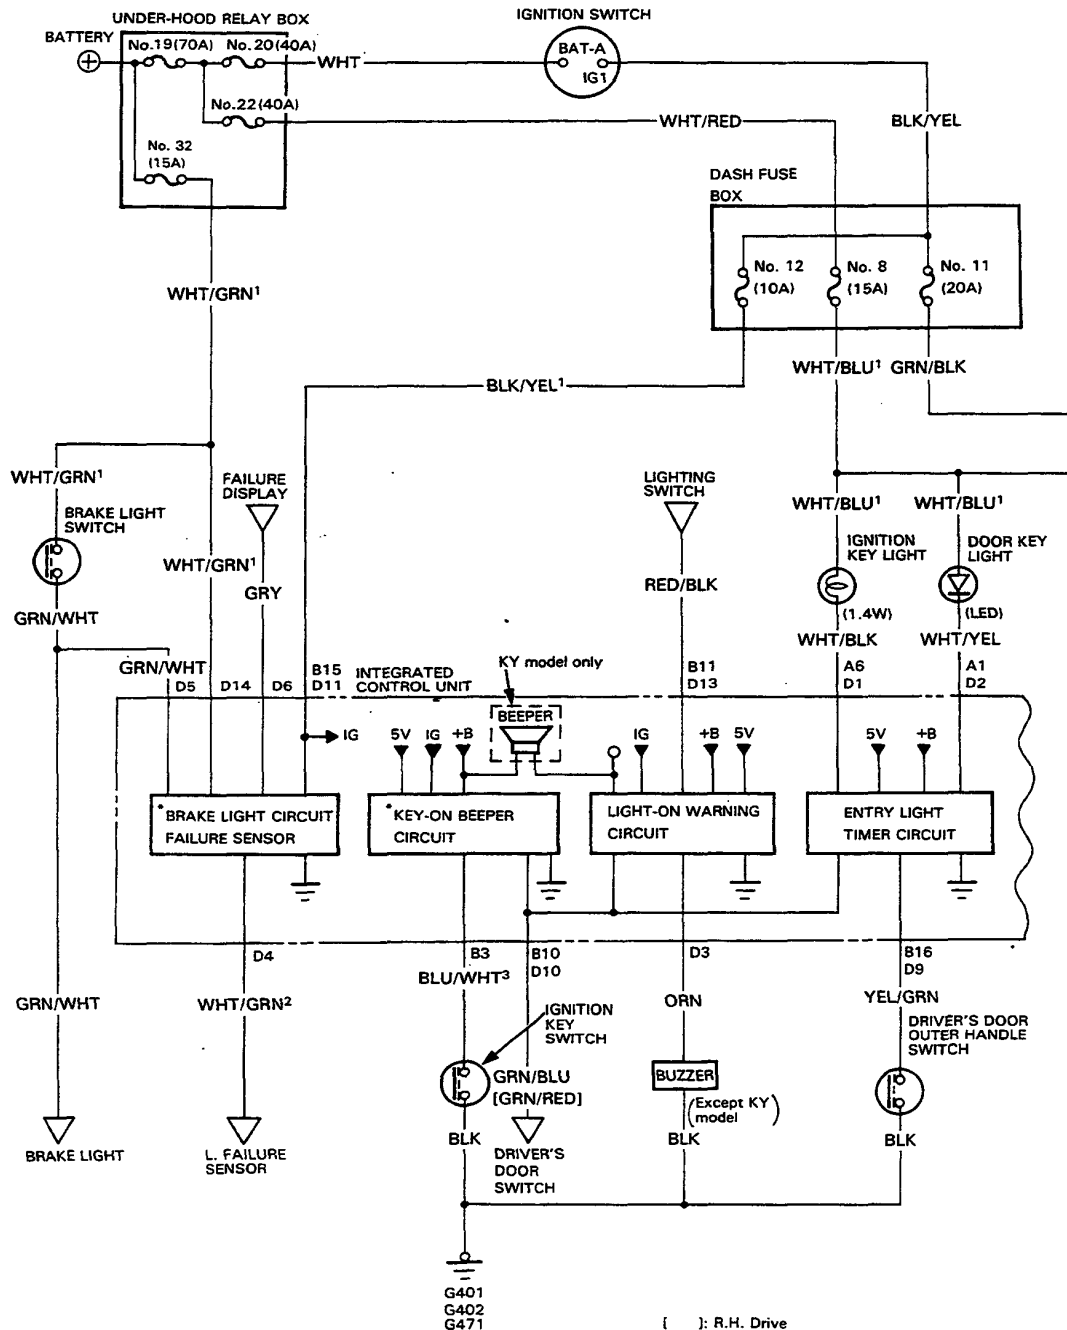 UNDER-HOOD RELAY BOX
IGNITION SWITCH
BATTERY
No.19(70A)
No.20(40A)
WHT
BAT-A
IG1
No.22(40A)
WHT/RED
BLK/YEL
No. 32
(15A)
DASH FUSE
BOX
No. 12
(10A)
No. 8
(15A)
No. 11
(20A)
WHT/GRN¹
WHT/BLU¹
GRN/BLK
BLK/YEL¹
WHT/GRN¹
FAILURE
DISPLAY
LIGHTING
SWITCH
WHT/BLU¹
WHT/BLU¹
BRAKE LIGHT
SWITCH
IGNITION
KEY LIGHT
DOOR KEY
LIGHT
WHT/GRN¹
GRY
RED/BLK
(1.4W)
(LED)
GRN/WHT
WHT/BLK
WHT/YEL
GRN/WHT
D5
D14
D6
B15
D11
INTEGRATED
CONTROL UNIT
KY model only
B11
D13
A6
D1
A1
D2
BEEPER
IG
5V
IG
+B
IG
+B
5V
5V
+B
*BRAKE LIGHT CIRCUIT
FAILURE SENSOR
*KEY-ON BEEPER
CIRCUIT
LIGHT-ON WARNING
CIRCUIT
ENTRY LIGHT
TIMER CIRCUIT
D4
B3
B10
D10
D3
B16
D9
GRN/WHT
WHT/GRN²
BLU/WHT³
IGNITION
KEY
SWITCH
ORN
YEL/GRN
DRIVER'S DOOR
OUTER HANDLE
SWITCH
GRN/BLU
[GRN/RED]
BUZZER
(Except KY
model)
BLK
BLK
BLK
BRAKE LIGHT
L. FAILURE
SENSOR
DRIVER'S
DOOR
SWITCH
G401
G402
G471
[ ]: R.H. Drive